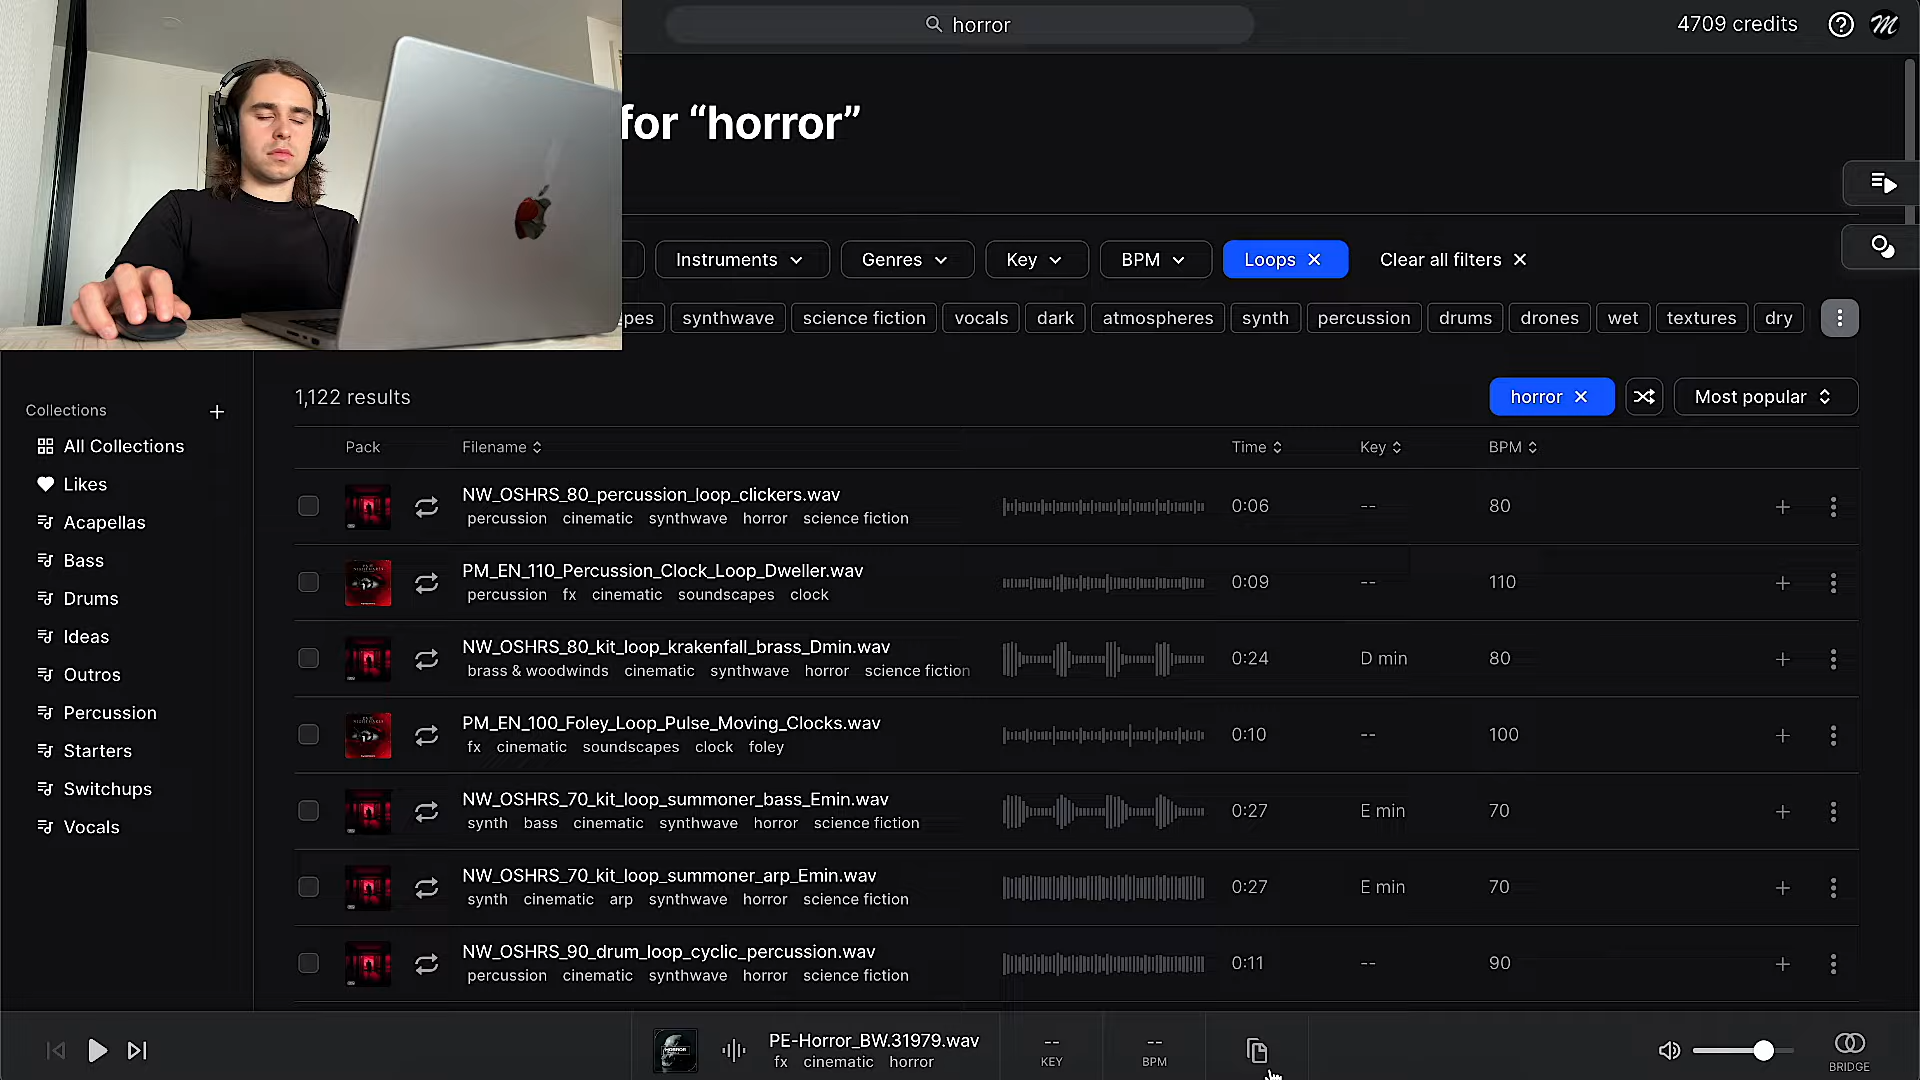 horror
4709 credits
for “horror”
Instruments
Genres
Key
BPM
Loops
Clear all filters
synthwave
science fiction
vocals
dark
atmospheres
synth
percussion
drums
drones
wet
textures
dry
Collections
All Collections
Likes
Acapellas
Bass
Drums
Ideas
Outros
Percussion
Starters
Switchups
Vocals
1,122 results
horror
Most popular
Pack Filename Time Key BPM
NW_OSHRS_80_percussion_loop_clickers.wav
percussion cinematic synthwave horror science fiction
0:06 -- 80
PM_EN_110_Percussion_Clock_Loop_Dweller.wav
percussion fx cinematic soundscapes clock
0:09 -- 110
NW_OSHRS_80_kit_loop_krakenfall_brass_Dmin.wav
brass & woodwinds cinematic synthwave horror science fiction
0:24 D min 80
PM_EN_100_Foley_Loop_Pulse_Moving_Clocks.wav
fx cinematic soundscapes clock foley
0:10 -- 100
NW_OSHRS_70_kit_loop_summoner_bass_Emin.wav
synth bass cinematic synthwave horror science fiction
0:27 E min 70
NW_OSHRS_70_kit_loop_summoner_arp_Emin.wav
synth cinematic arp synthwave horror science fiction
0:27 E min 70
NW_OSHRS_90_drum_loop_cyclic_percussion.wav
percussion cinematic synthwave horror science fiction
0:11 -- 90
PE-Horror_BW.31979.wav
fx cinematic horror
--
KEY
--
BPM
BRIDGE